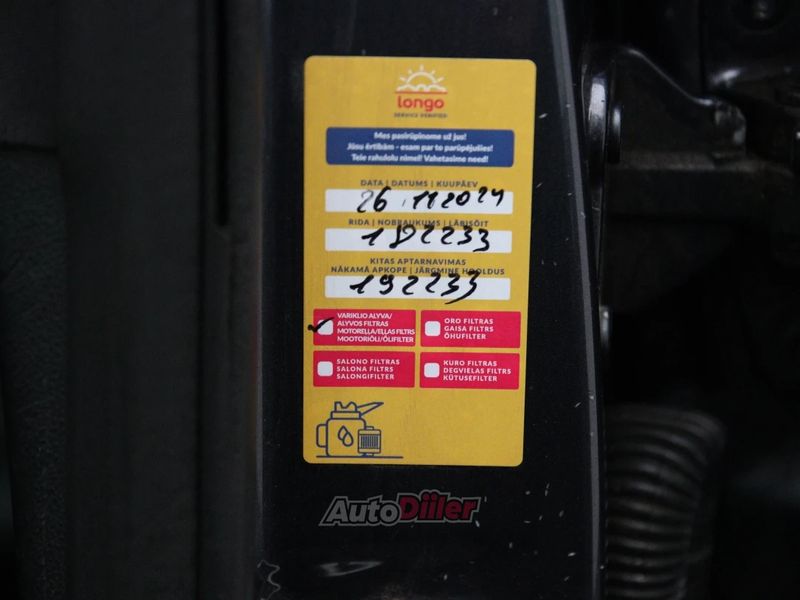 longo
SERVICE VERIFIED
Mes pasirūpinome už jus!
Jūsu ērtībām - esam par to parūpējušies!
Teie rahulolu nimel! Vahetasime need!
DATA | DATUMS | KUUPÄEV
26.11 2024
RIDA | NOBRAUKUMS | LÄBISÕIT
182233
KITAS APTARNAVIMAS
NĀKAMĀ APKOPE | JÄRGMINE HOOLDUS
192233
VARIKLIO ALYVA/
ALYVOS FILTRAS
MOTOREĻĻA/EĻĻAS FILTRS
MOOTORIÕLI/ÕLIFILTER
ORO FILTRAS
GAISA FILTRS
ÕHUFILTER
SALONO FILTRAS
SALONA FILTRS
SALONGIFILTER
KURO FILTRAS
DEGVIELAS FILTRS
KÜTUSEFILTER
AutoDiiler